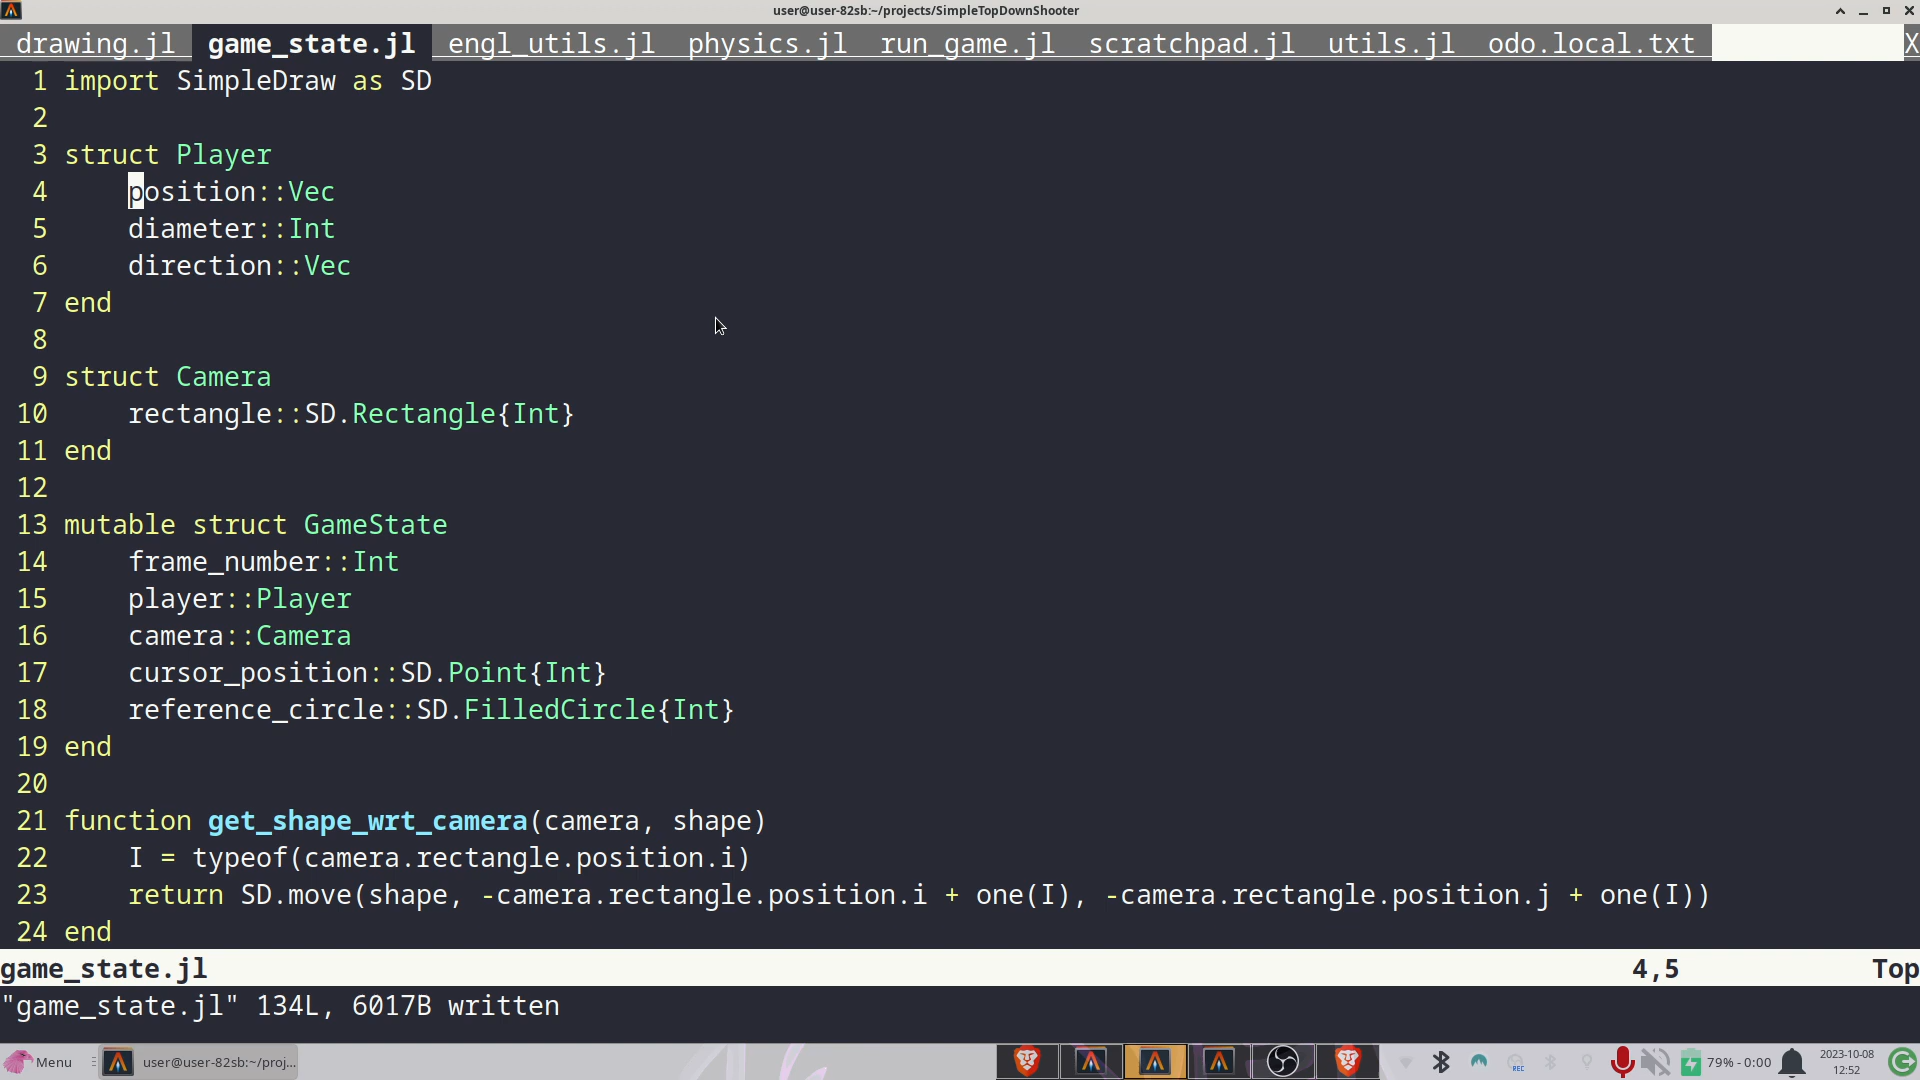 user@user-82sb:~/projects/SimpleTopDownShooter
drawing.jl game_state.jl engl_utils.jl physics.jl run_game.jl scratchpad.jl utils.jl odo.local.txt X
1 import SimpleDraw as SD
2
3 struct Player
4     position::Vec
5     diameter::Int
6     direction::Vec
7 end
8
9 struct Camera
10     rectangle::SD.Rectangle{Int}
11 end
12
13 mutable struct GameState
14     frame_number::Int
15     player::Player
16     camera::Camera
17     cursor_position::SD.Point{Int}
18     reference_circle::SD.FilledCircle{Int}
19 end
20
21 function get_shape_wrt_camera(camera, shape)
22     I = typeof(camera.rectangle.position.i)
23     return SD.move(shape, -camera.rectangle.position.i + one(I), -camera.rectangle.position.j + one(I))
24 end
game_state.jl 4,5 Top
"game_state.jl" 134L, 6017B written
Menu user@user-82sb:~/proj... REC 79% - 0:00 2023-10-08
12:52